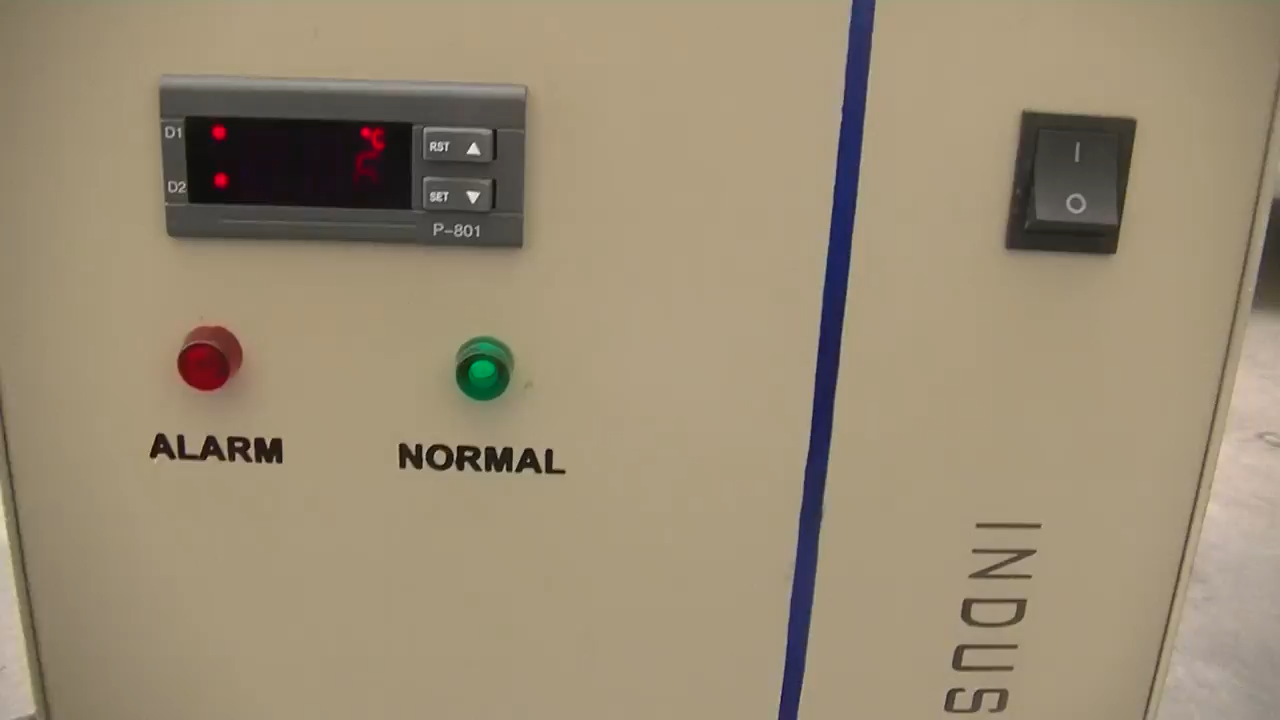 D1
°C
RST ▲
D2
SET ▼
P-801
ALARM
NORMAL
INDUS